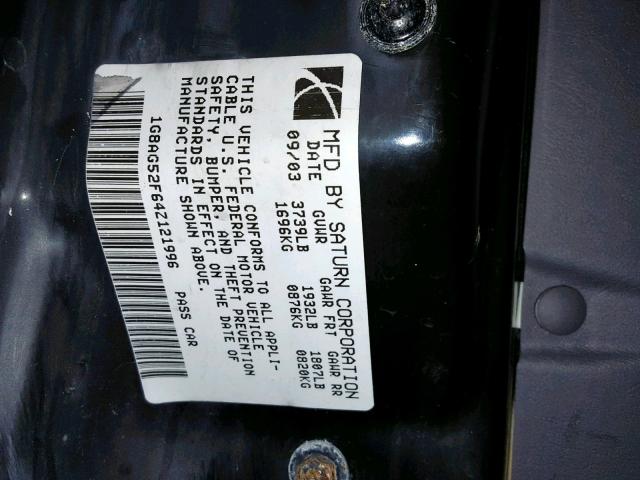 MFD BY SATURN CORPORATION
DATE GVWR GAWR FRT GAWR RR
09/03 3739LB 1932LB 1807LB
1696KG 0876KG 0820KG
THIS VEHICLE CONFORMS TO ALL APPLI-
CABLE U.S. FEDERAL MOTOR VEHICLE
SAFETY, BUMPER, AND THEFT PREVENTION
STANDARDS IN EFFECT ON THE DATE OF
MANUFACTURE SHOWN ABOVE.
1G8AG52F64Z121996 PASS CAR